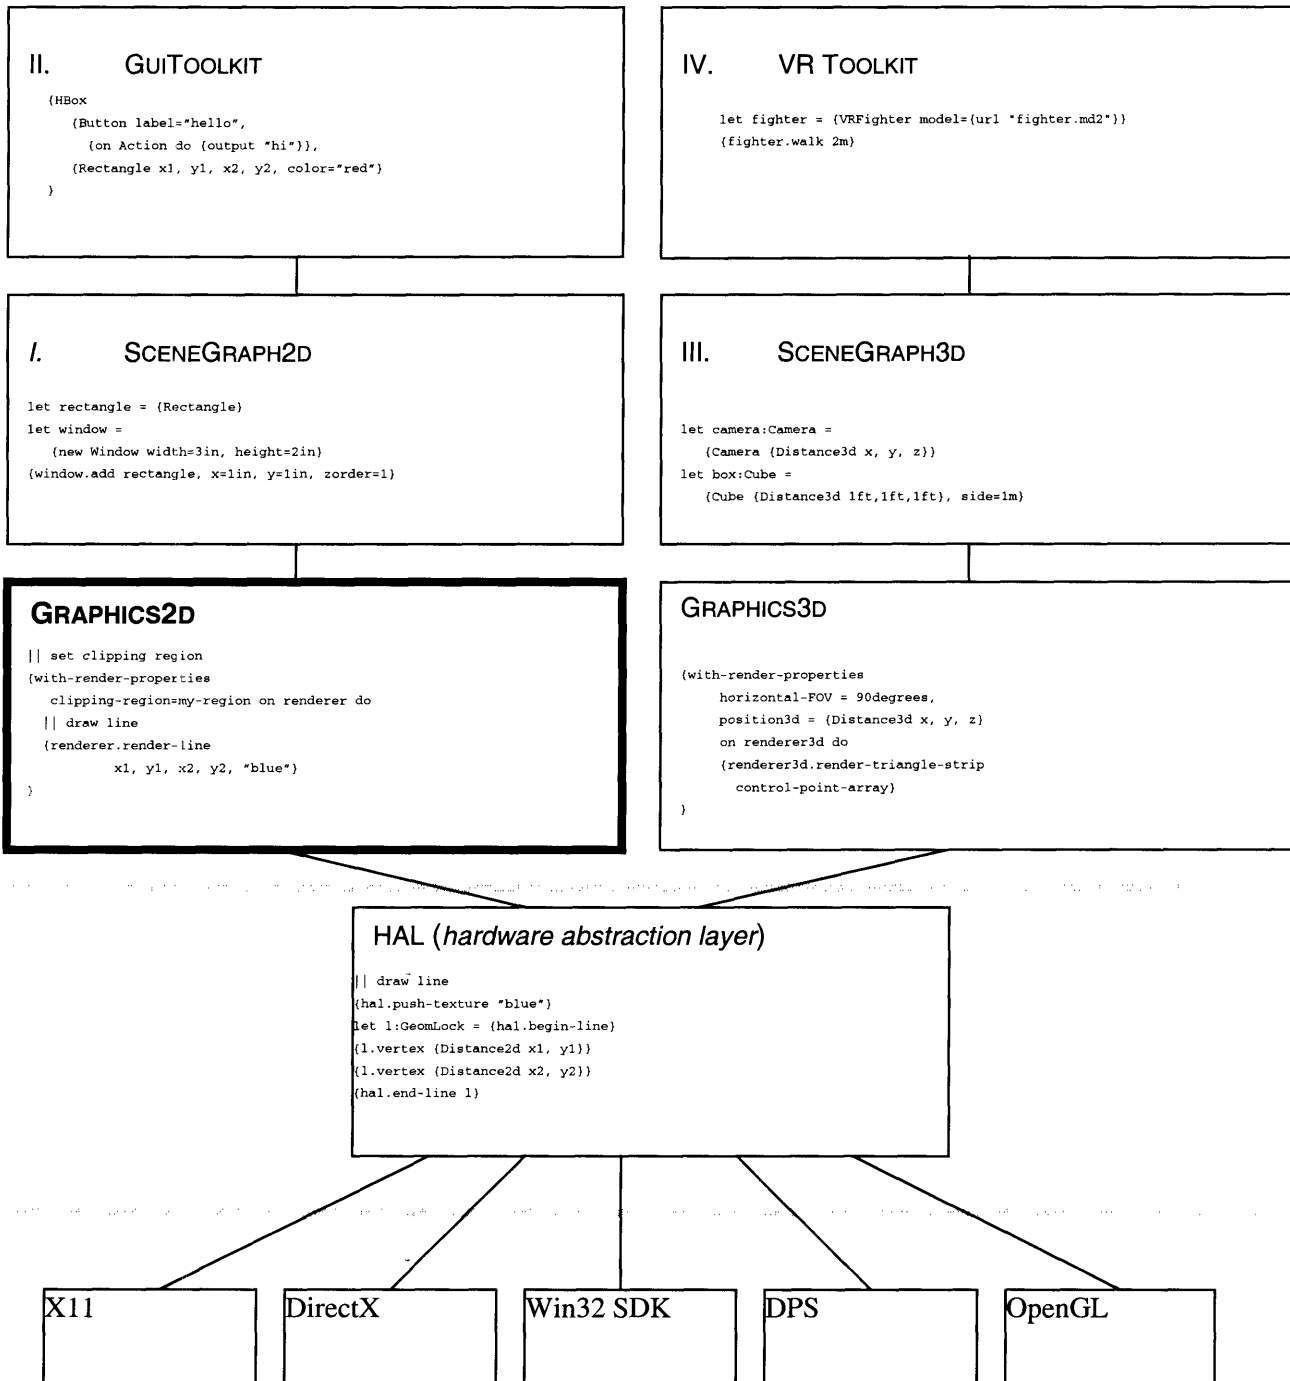 II. GUITOOLKIT
{HBox
{Button label="hello",
{on Action do {output "hi"}},
{Rectangle x1, y1, x2, y2, color="red"}
}
IV. VR TOOLKIT
let fighter = {VRFighter model={url "fighter.md2"}}
{fighter.walk 2m}
I. SCENEGRAPH2D
let rectangle = {Rectangle}
let window =
{new Window width=3in, height=2in}
{window.add rectangle, x=1in, y=1in, zorder=1}
III. SCENEGRAPH3D
let camera:Camera =
{Camera {Distance3d x, y, z}}
let box:Cube =
{Cube {Distance3d 1ft,1ft,1ft}, side=1m}
GRAPHICS2D
|| set clipping region
{with-render-properties
clipping-region=my-region on renderer do
|| draw line
{renderer.render-line
x1, y1, x2, y2, "blue"}
}
GRAPHICS3D
{with-render-properties
horizontal-FOV = 90degrees,
position3d = {Distance3d x, y, z}
on renderer3d do
{renderer3d.render-triangle-strip
control-point-array}
}
HAL (hardware abstraction layer)
|| draw line
{hal.push-texture "blue"}
let l:GeomLock = {hal.begin-line}
{l.vertex {Distance2d x1, y1}}
{l.vertex {Distance2d x2, y2}}
{hal.end-line l}
X11
DirectX
Win32 SDK
DPS
OpenGL